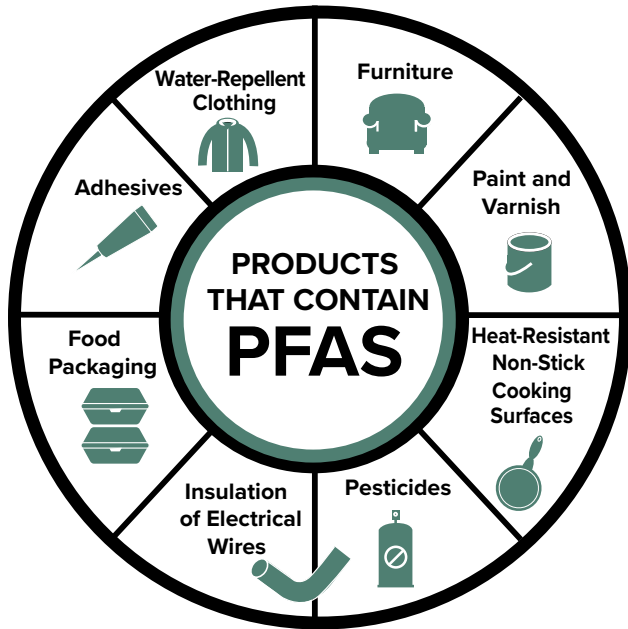 PRODUCTS
THAT CONTAIN
PFAS
Furniture
Paint and
Varnish
Heat-Resistant
Non-Stick
Cooking
Surfaces
Pesticides
Insulation
of Electrical
Wires
Food
Packaging
Adhesives
Water-Repellent
Clothing